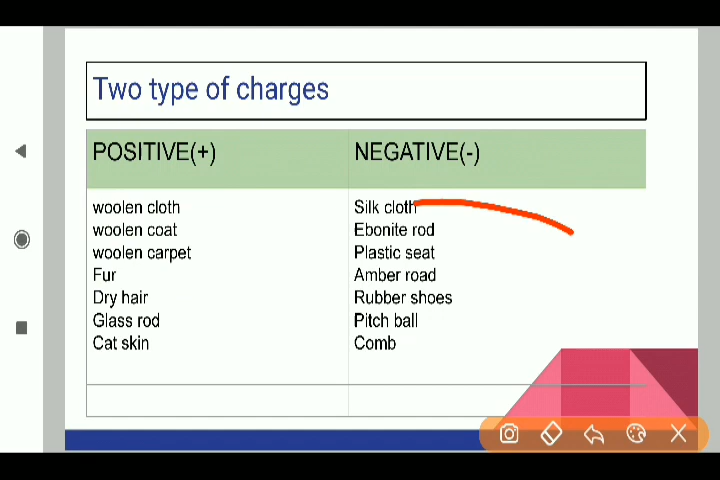 Two type of charges
POSITIVE(+) NEGATIVE(-)
woolen cloth Silk cloth
woolen coat Ebonite rod
woolen carpet Plastic seat
Fur Amber road
Dry hair Rubber shoes
Glass rod Pitch ball
Cat skin Comb